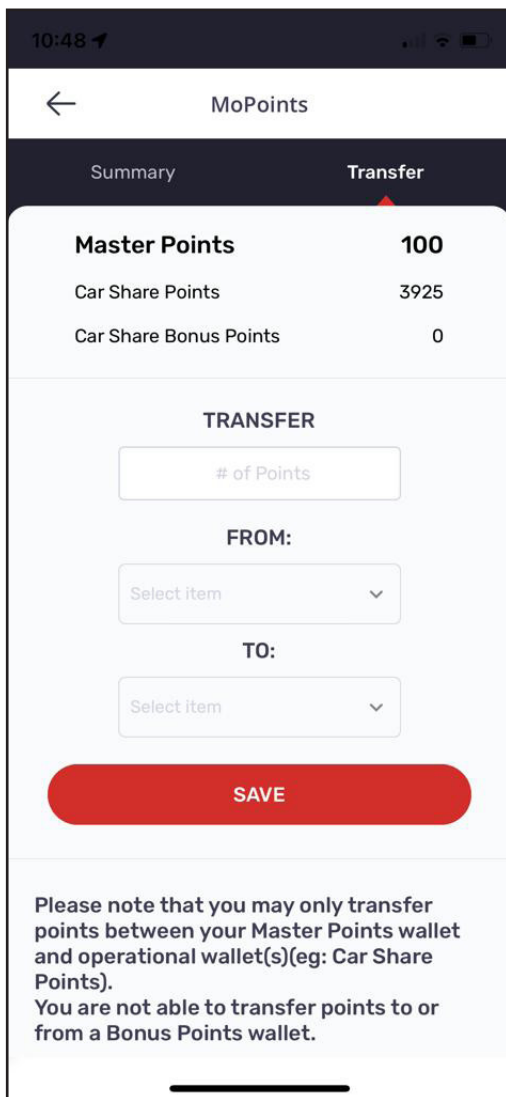 10:48
MoPoints
Summary Transfer
Master Points 100
Car Share Points 3925
Car Share Bonus Points 0
TRANSFER
# of Points
FROM:
Select item
TO:
Select item
SAVE
Please note that you may only transfer
points between your Master Points wallet
and operational wallet(s)(eg: Car Share
Points).
You are not able to transfer points to or
from a Bonus Points wallet.